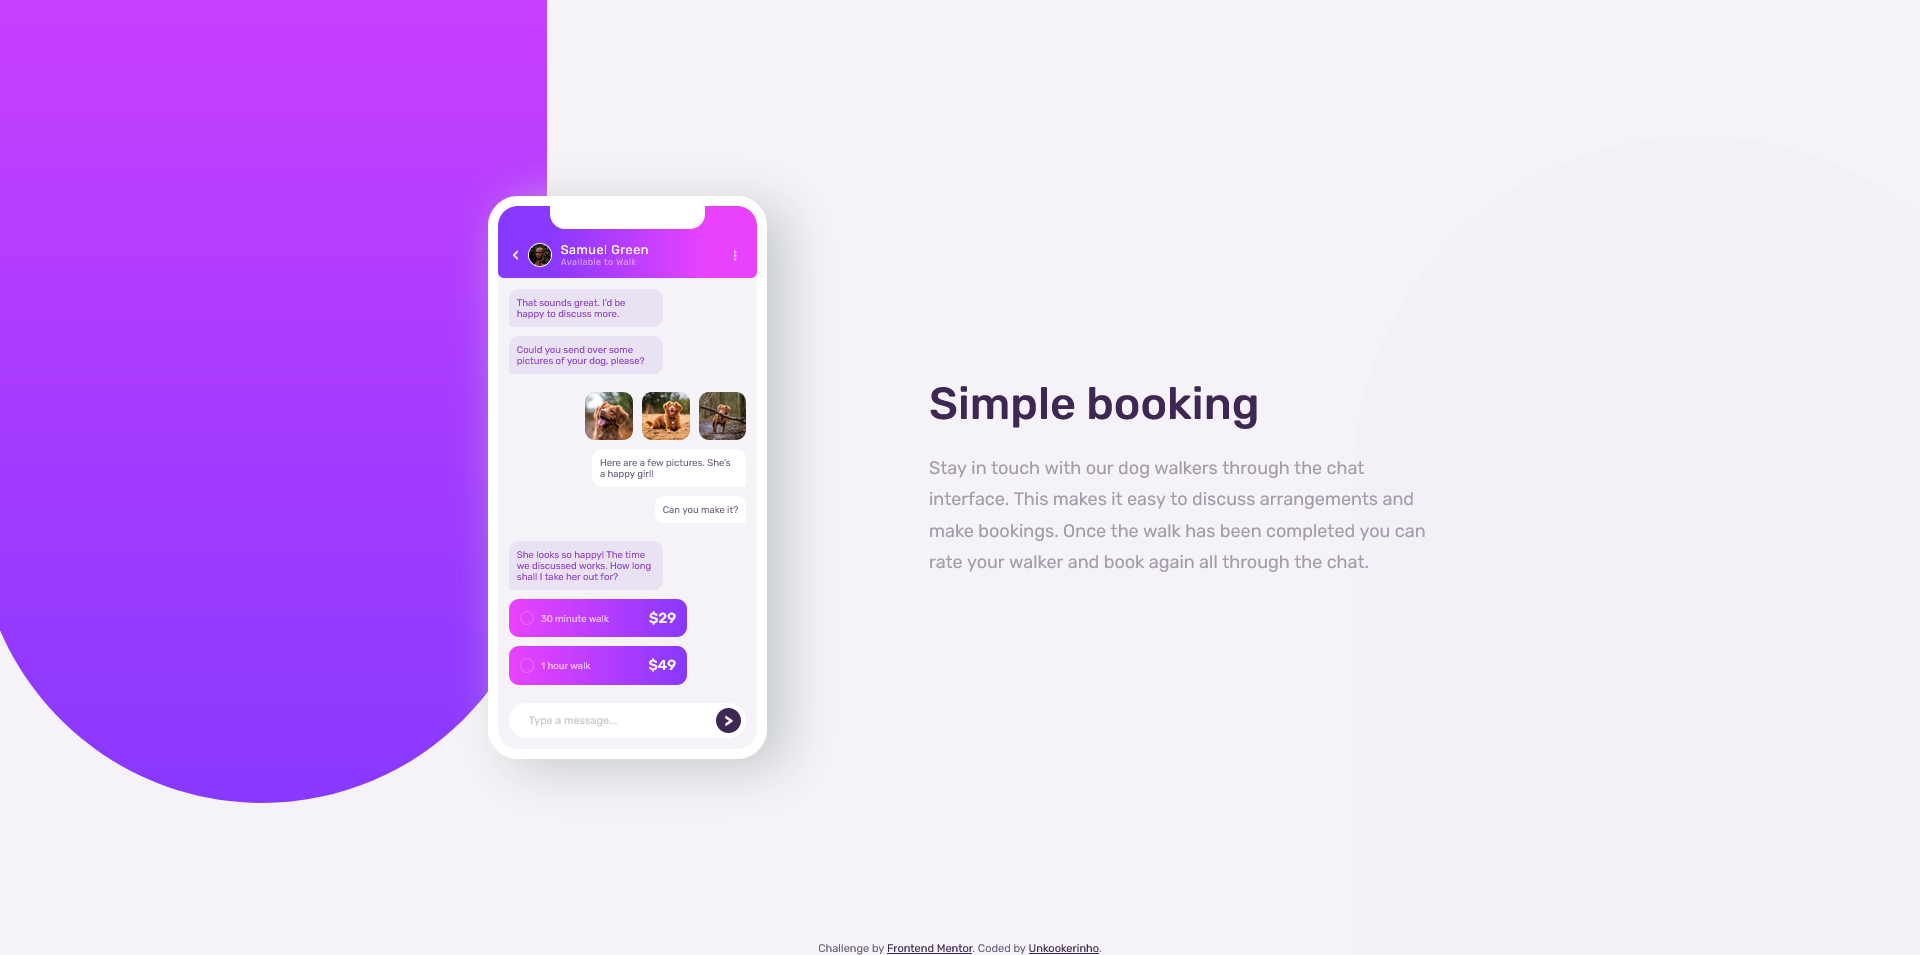 Samuel Green
Available to Walk
That sounds great. I'd be
happy to discuss more.
Could you send over some
pictures of your dog, please?
Here are a few pictures. She's
a happy girl!
Can you make it?
She looks so happy! The time
we discussed works. How long
shall I take her out for?
30 minute walk $29
1 hour walk $49
Type a message...
Simple booking
Stay in touch with our dog walkers through the chat
interface. This makes it easy to discuss arrangements and
make bookings. Once the walk has been completed you can
rate your walker and book again all through the chat.
Challenge by Frontend Mentor. Coded by Unkookerinho.